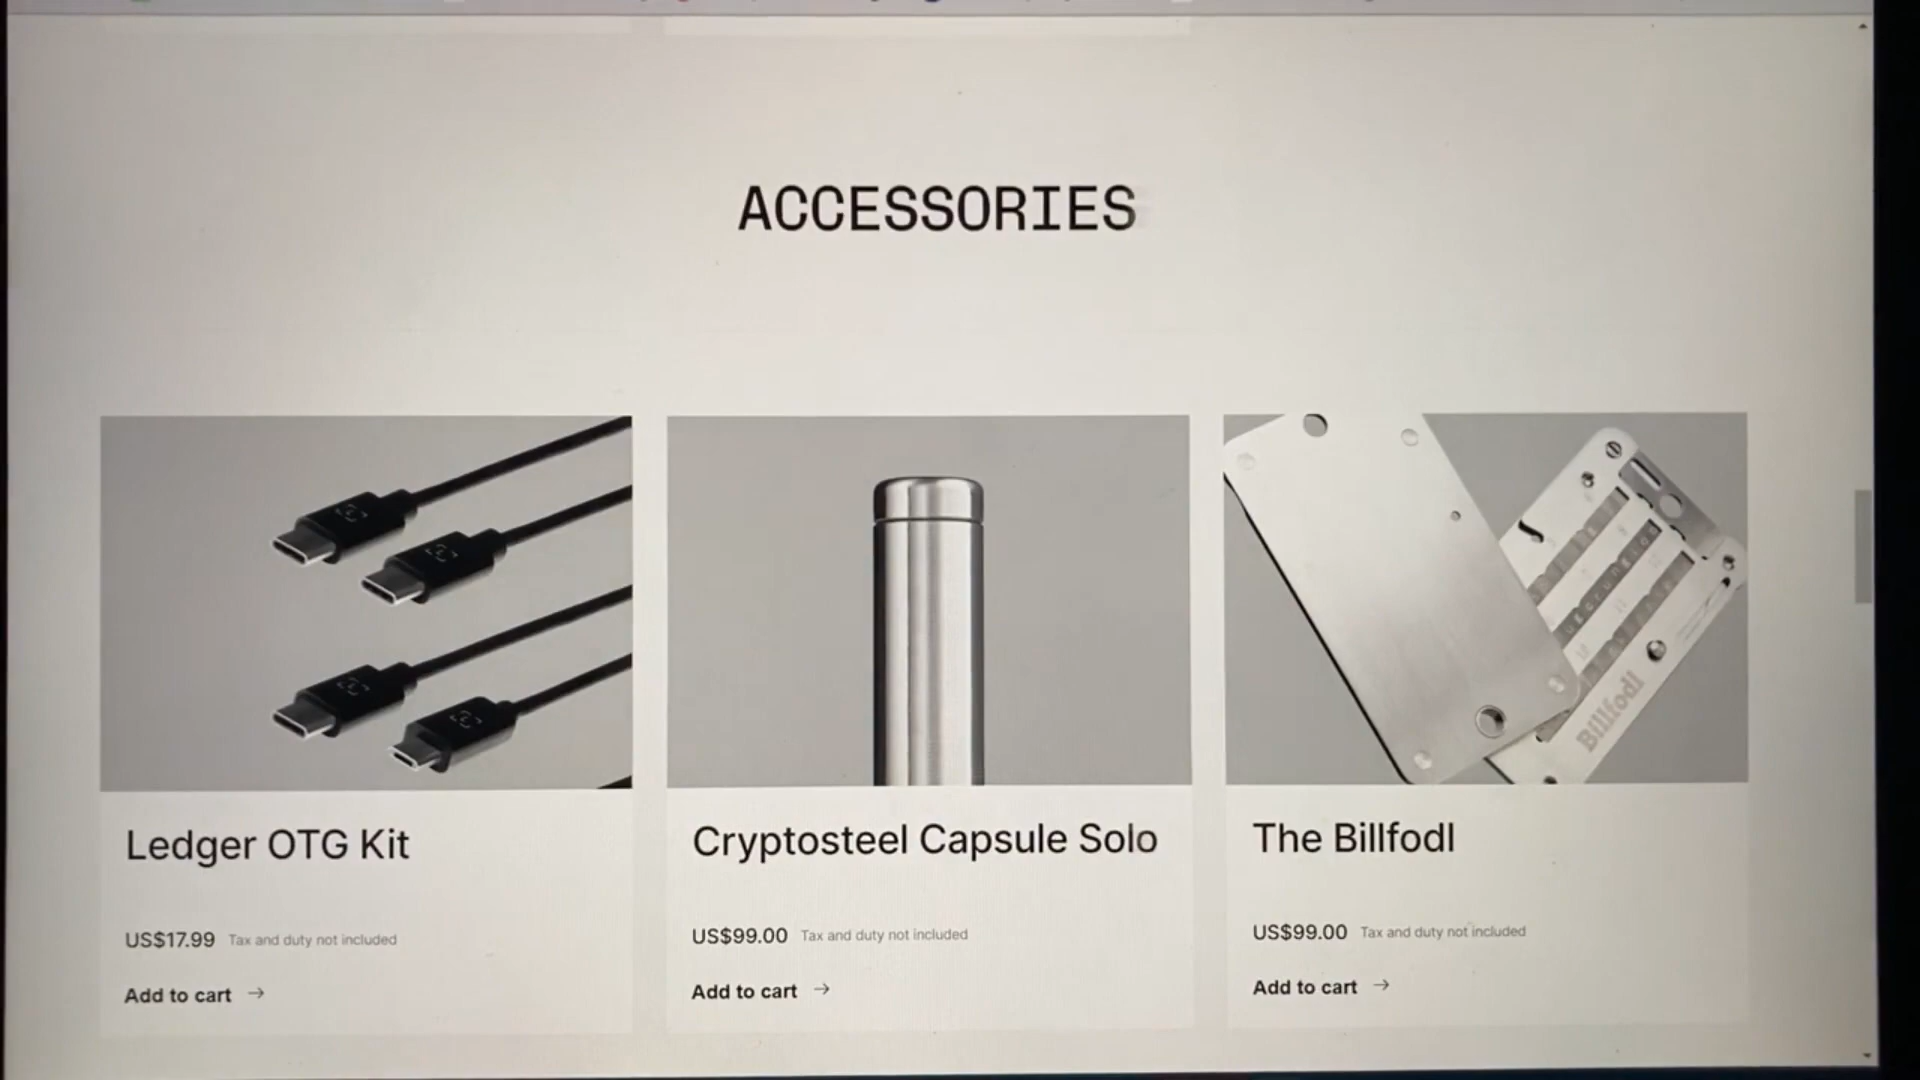 ACCESSORIES
Billfodl
Ledger OTG Kit
US$17.99 Tax and duty not included
Add to cart →
Cryptosteel Capsule Solo
US$99.00 Tax and duty not included
Add to cart →
The Billfodl
US$99.00 Tax and duty not included
Add to cart →